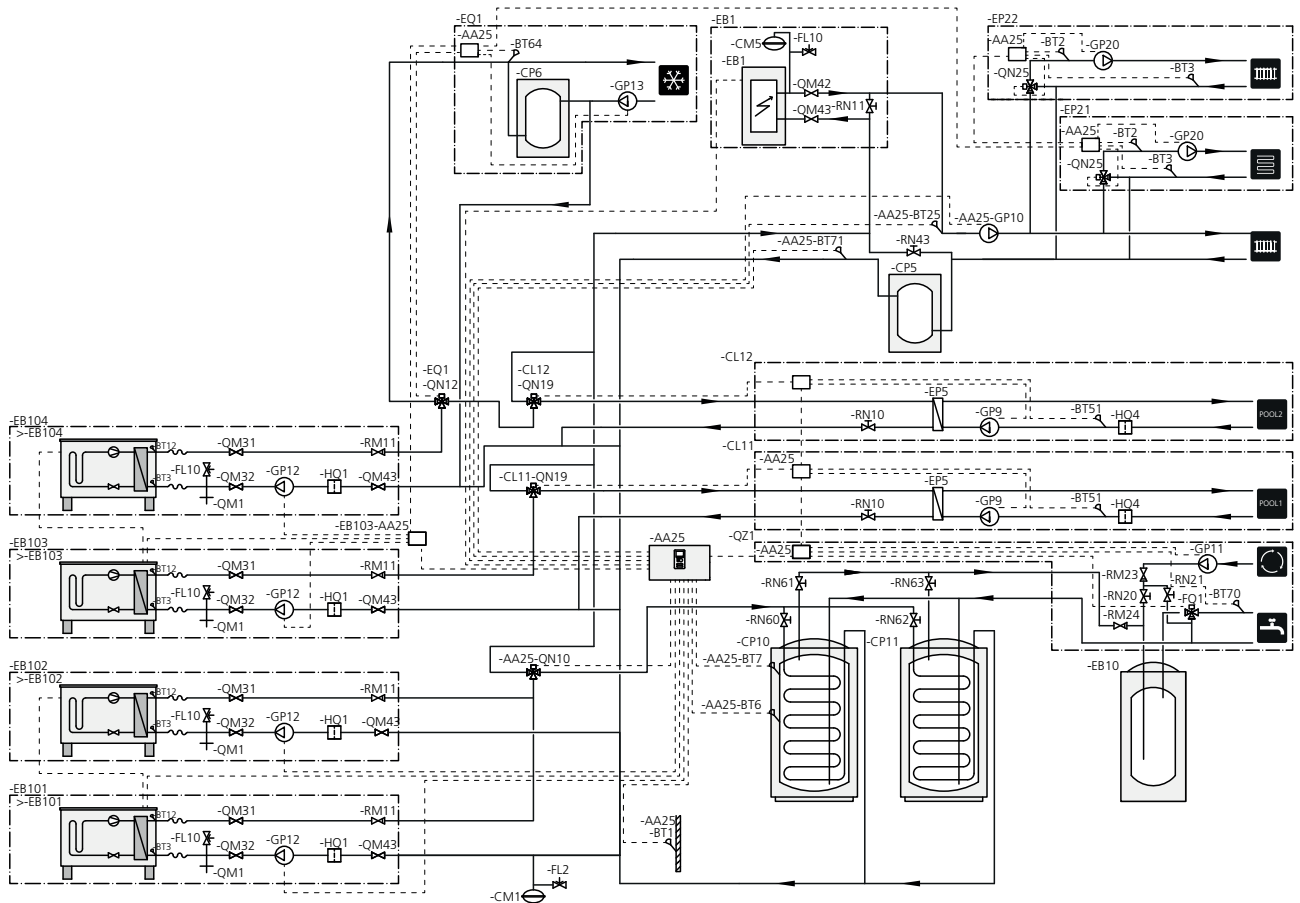 -EQ1
-AA25
-BT64
-CP6
-GP13
-EB1
-FL10
-CM5
-EB1
-QM42
-QM43
-RN11
-EP22
-AA25
-BT2
-GP20
-BT3
-QN25
-EP21
-AA25
-BT2
-GP20
-BT3
-QN25
-AA25-BT25
-AA25-GP10
-AA25-BT71
-RN43
-CP5
-EQ1
-QN12
-CL12
-QN19
-CL12
-EP5
-RN10
-GP9
-BT51
-HQ4
POOL2
-CL11
-CL11-QN19
-AA25
-EP5
-RN10
-GP9
-BT51
-HQ4
POOL1
-EB104
>-EB104
BT12
-QM31
-RM11
BT3
-FL10
-QM32
-GP12
-HQ1
-QM43
-QM1
-EB103-AA25
-EB103
>-EB103
BT12
-QM31
-RM11
BT3
-FL10
-QM32
-GP12
-HQ1
-QM43
-QM1
-AA25
-QZ1
-AA25
-GP11
-RM23
-RN21
-RN20
-FQ1
-BT70
-RM24
-RN61
-RN63
-RN60
-RN62
-CP10
-CP11
-EB10
-AA25-QN10
-AA25-BT7
-AA25-BT6
-EB102
>-EB102
BT12
-QM31
-RM11
BT3
-FL10
-QM32
-GP12
-HQ1
-QM43
-QM1
-EB101
>-EB101
BT12
-QM31
-RM11
BT3
-FL10
-QM32
-GP12
-HQ1
-QM43
-QM1
-AA25
-BT1
-FL2
-CM1